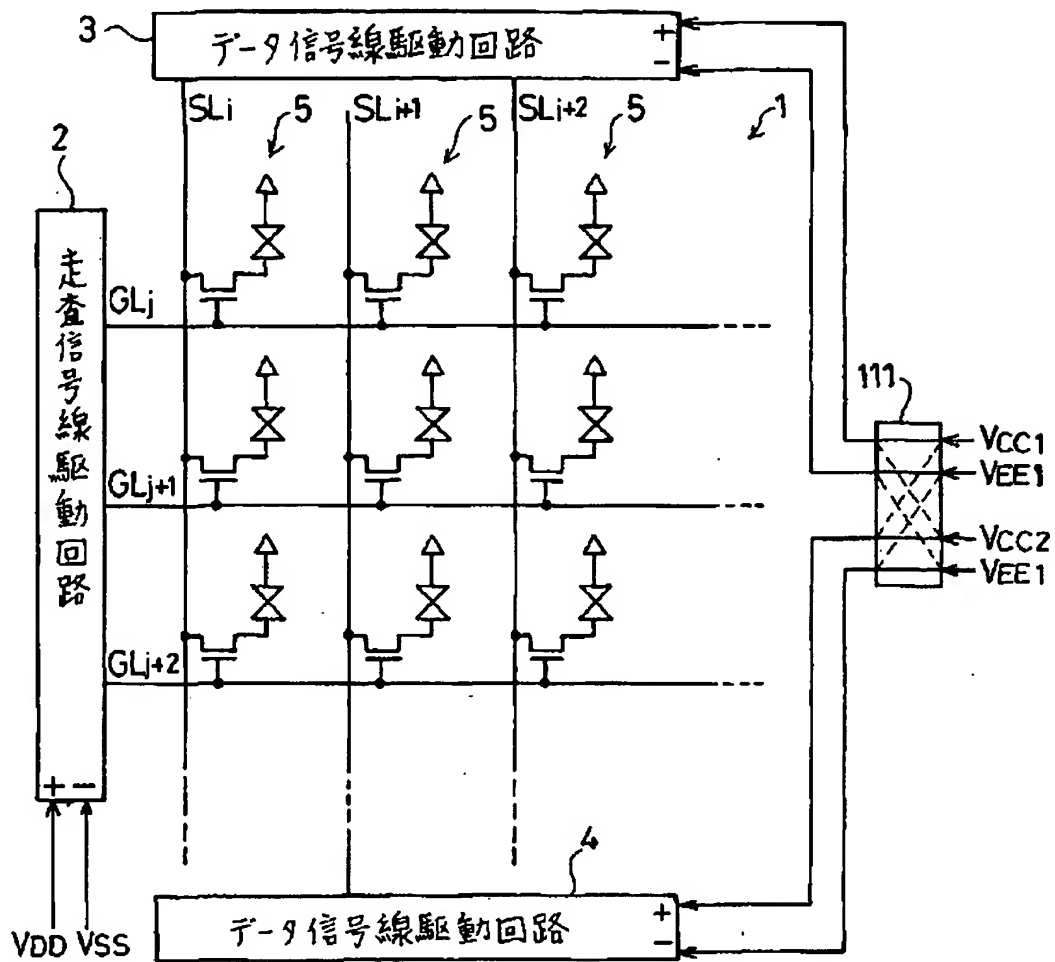 3
データ信号線駆動回路
+
−
SLi
5
SLi+1
5
SLi+2
5
1
2
走査信号線駆動回路
GLj
111
VCC1
VEE1
GLj+1
VCC2
VEE1
GLj+2
+ −
4
データ信号線駆動回路
+
−
VDD VSS